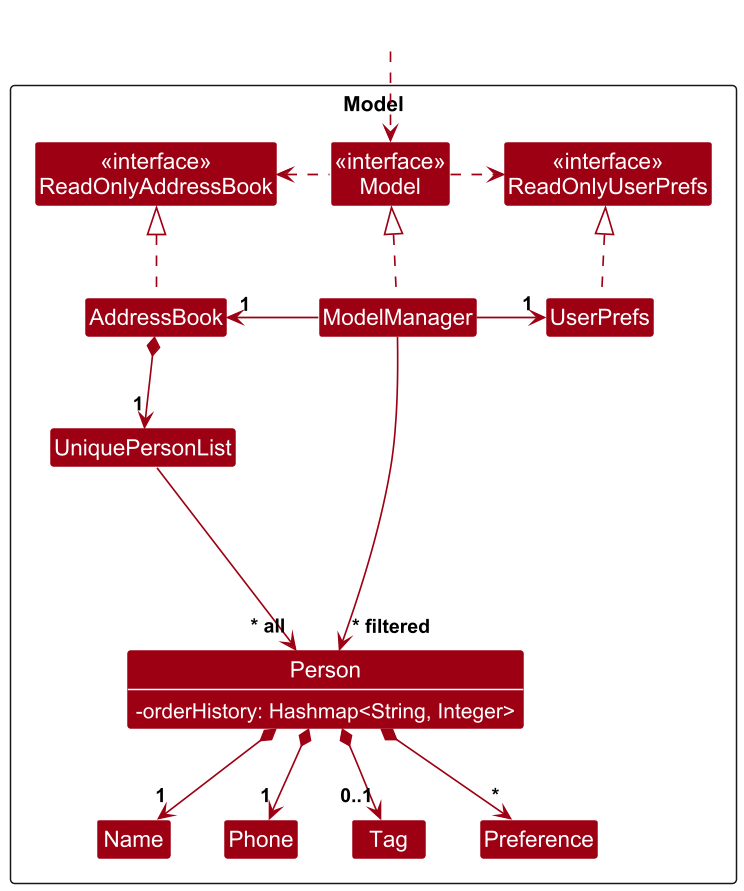 Model
«interface»
ReadOnlyAddressBook
«interface»
Model
«interface»
ReadOnlyUserPrefs
AddressBook
1
ModelManager
1
UserPrefs
1
UniquePersonList
* all
* filtered
Person
-orderHistory: Hashmap<String, Integer>
1
1
0..1
*
Name
Phone
Tag
Preference